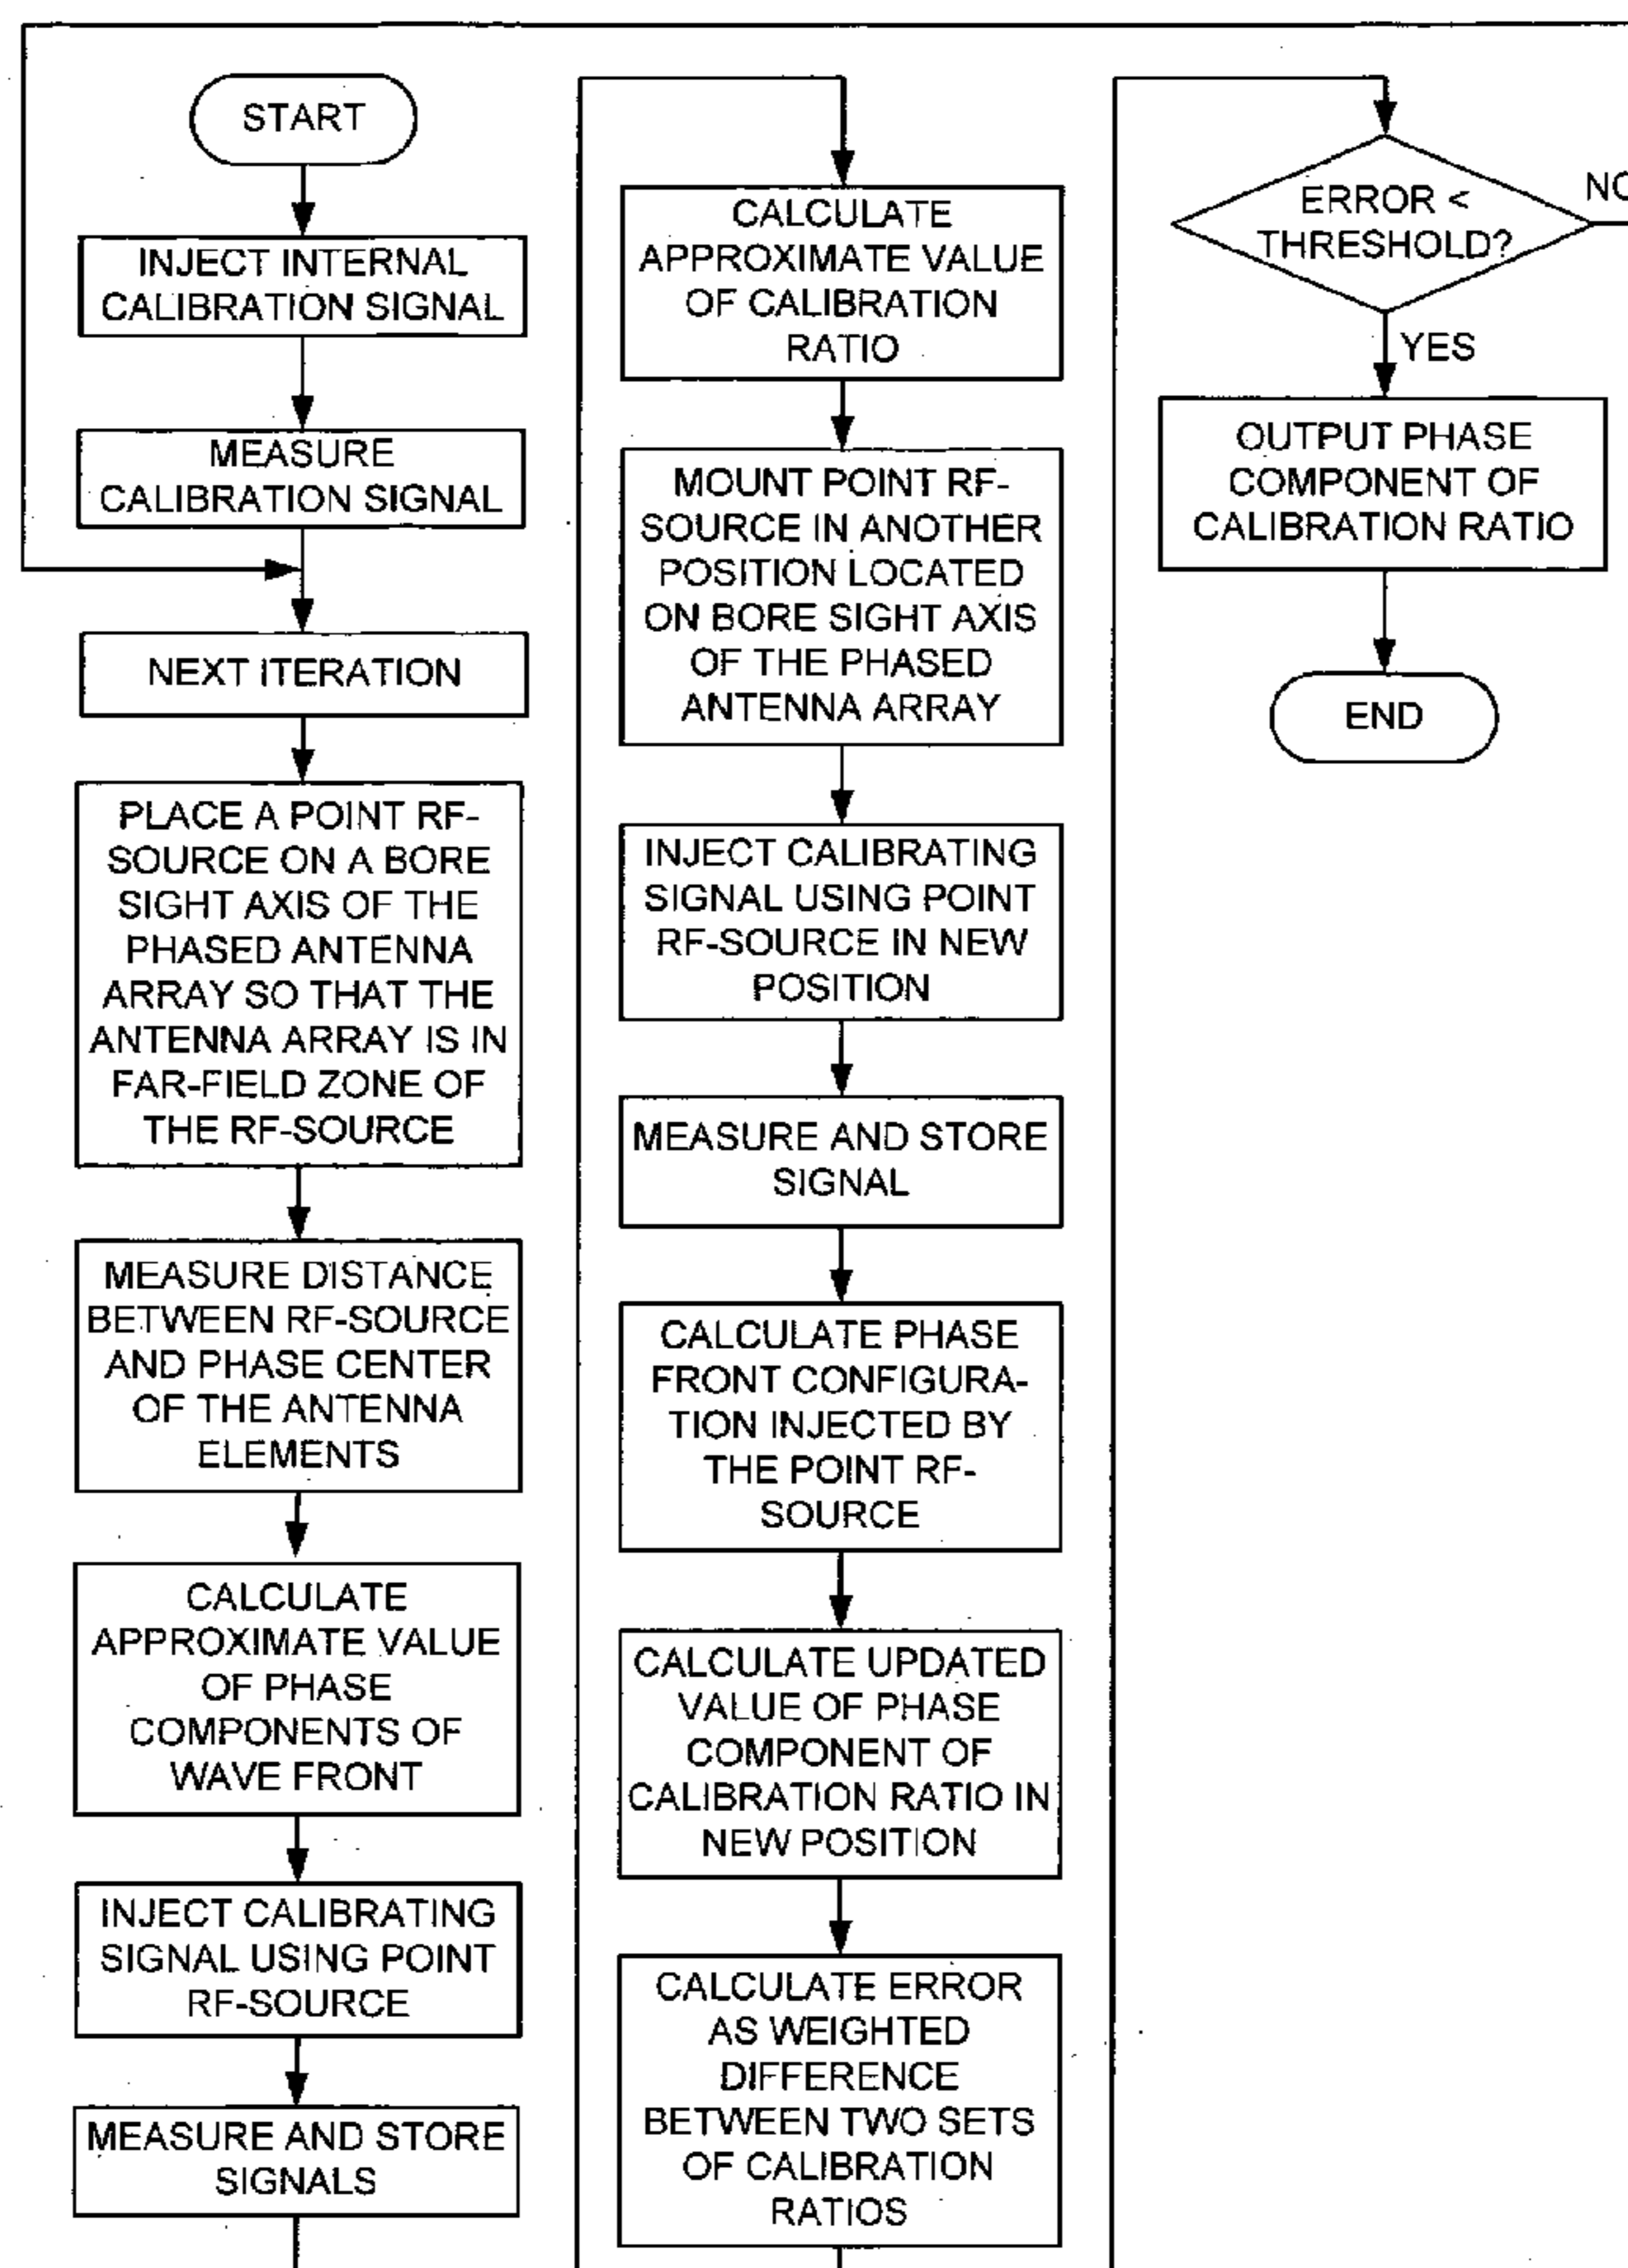 START
INJECT INTERNAL
CALIBRATION SIGNAL
MEASURE
CALIBRATION SIGNAL
NEXT ITERATION
PLACE A POINT RF-
SOURCE ON A BORE
SIGHT AXIS OF THE
PHASED ANTENNA
ARRAY SO THAT THE
ANTENNA ARRAY IS IN
FAR-FIELD ZONE OF
THE RF-SOURCE
MEASURE DISTANCE
BETWEEN RF-SOURCE
AND PHASE CENTER
OF THE ANTENNA
ELEMENTS
CALCULATE
APPROXIMATE VALUE
OF PHASE
COMPONENTS OF
WAVE FRONT
INJECT CALIBRATING
SIGNAL USING POINT
RF-SOURCE
MEASURE AND STORE
SIGNALS
CALCULATE
APPROXIMATE VALUE
OF CALIBRATION
RATIO
MOUNT POINT RF-
SOURCE IN ANOTHER
POSITION LOCATED
ON BORE SIGHT AXIS
OF THE PHASED
ANTENNA ARRAY
INJECT CALIBRATING
SIGNAL USING POINT
RF-SOURCE IN NEW
POSITION
MEASURE AND STORE
SIGNAL
CALCULATE PHASE
FRONT CONFIGURA-
TION INJECTED BY
THE POINT RF-
SOURCE
CALCULATE UPDATED
VALUE OF PHASE
COMPONENT OF
CALIBRATION RATIO IN
NEW POSITION
CALCULATE ERROR
AS WEIGHTED
DIFFERENCE
BETWEEN TWO SETS
OF CALIBRATION
RATIOS
ERROR <
THRESHOLD?
NO
YES
OUTPUT PHASE
COMPONENT OF
CALIBRATION RATIO
END